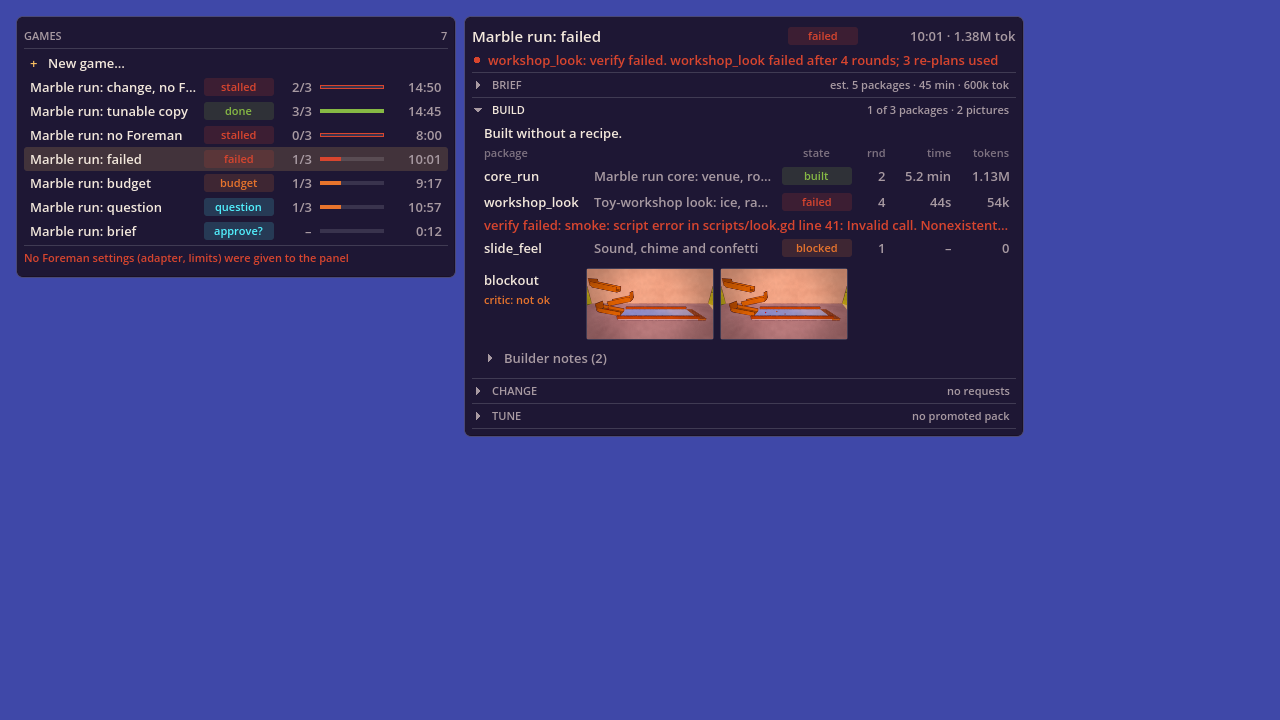 GAMES 7
+ New game...
Marble run: change, no F... stalled 2/3 14:50
Marble run: tunable copy done 3/3 14:45
Marble run: no Foreman stalled 0/3 8:00
Marble run: failed failed 1/3 10:01
Marble run: budget budget 1/3 9:17
Marble run: question question 1/3 10:57
Marble run: brief approve? – 0:12
No Foreman settings (adapter, limits) were given to the panel
Marble run: failed failed 10:01 · 1.38M tok
workshop_look: verify failed. workshop_look failed after 4 rounds; 3 re-plans used
BRIEF est. 5 packages · 45 min · 600k tok
BUILD 1 of 3 packages · 2 pictures
Built without a recipe.
package state rnd time tokens
core_run Marble run core: venue, ro... built 2 5.2 min 1.13M
workshop_look Toy-workshop look: ice, ra... failed 4 44s 54k
verify failed: smoke: script error in scripts/look.gd line 41: Invalid call. Nonexistent...
slide_feel Sound, chime and confetti blocked 1 – 0
blockout
critic: not ok
Builder notes (2)
CHANGE no requests
TUNE no promoted pack